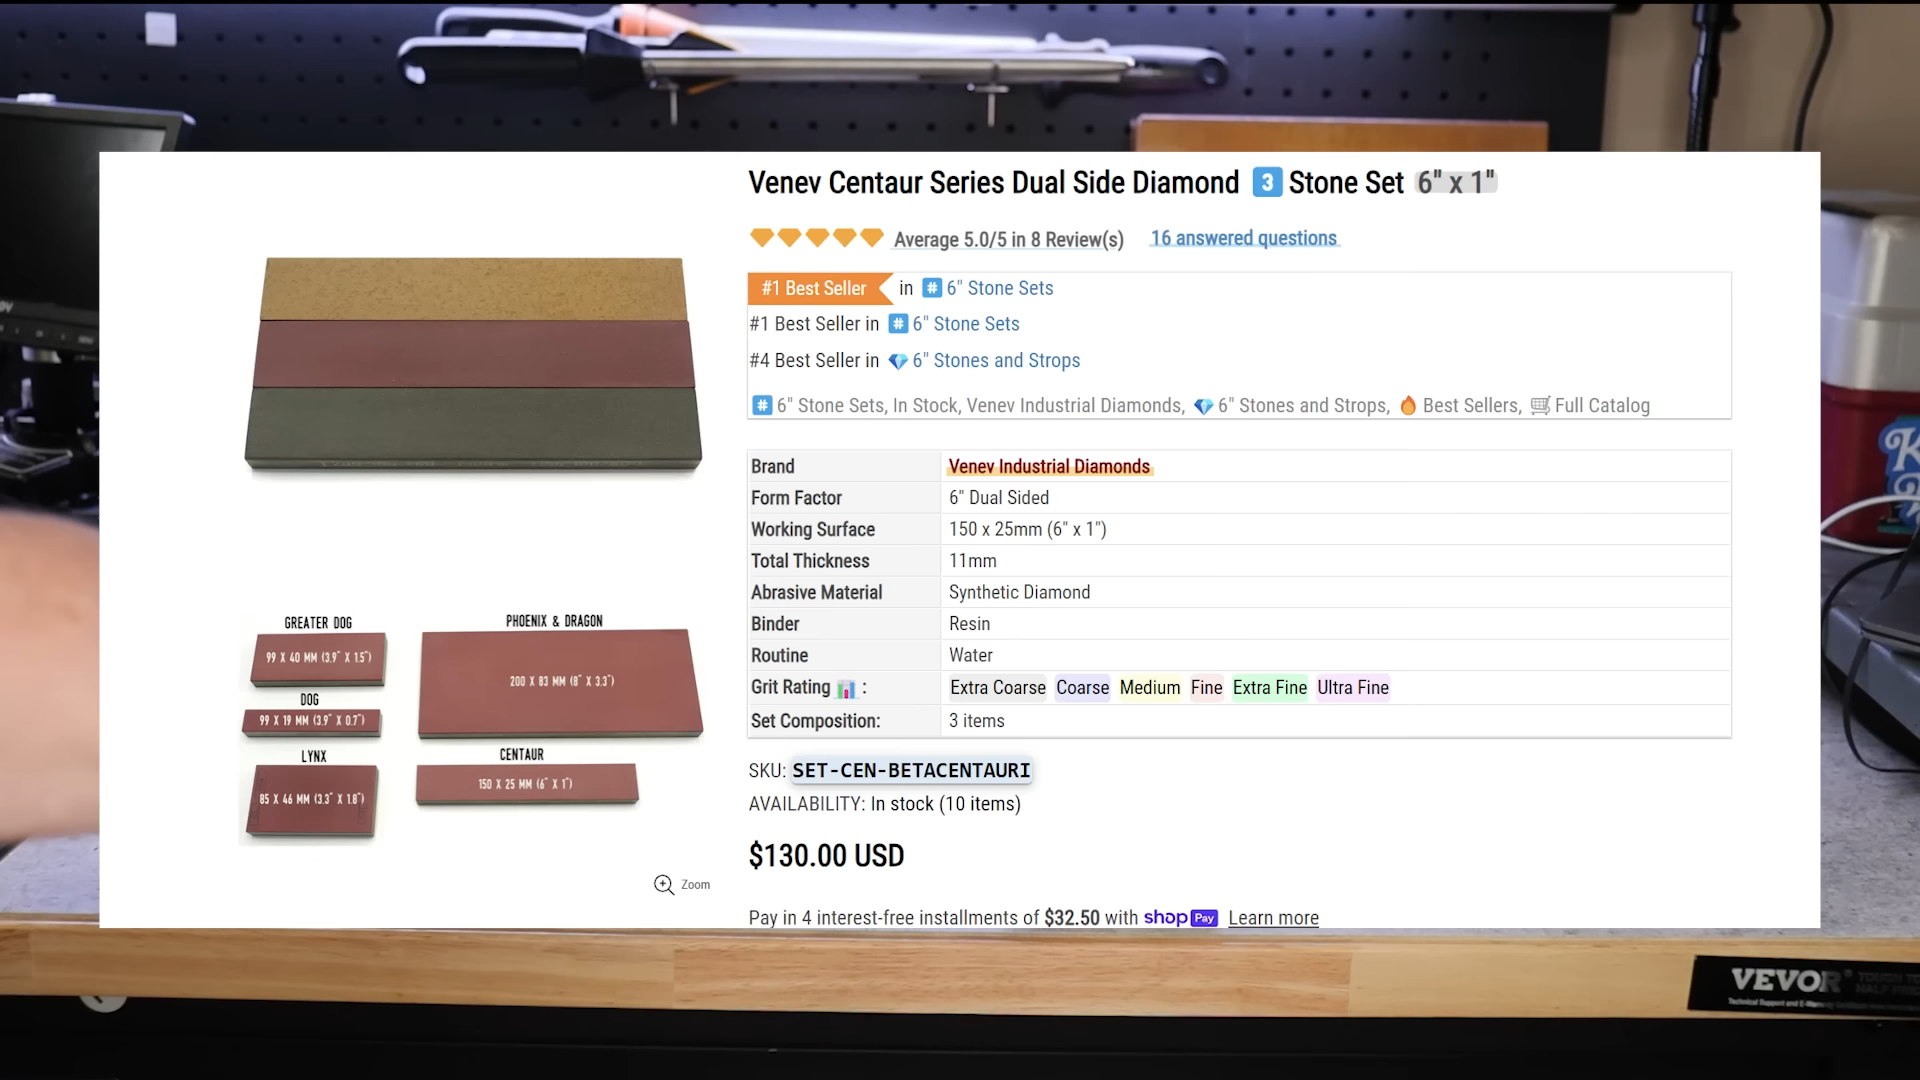 Venev Centaur Series Dual Side Diamond 3 Stone Set 6" x 1"
Average 5.0/5 in 8 Review(s) 16 answered questions
#1 Best Seller in # 6" Stone Sets
#1 Best Seller in # 6" Stone Sets
#4 Best Seller in 6" Stones and Strops
# 6" Stone Sets, In Stock, Venev Industrial Diamonds, 6" Stones and Strops, Best Sellers, Full Catalog
Brand Venev Industrial Diamonds
Form Factor 6" Dual Sided
Working Surface 150 x 25mm (6" x 1")
Total Thickness 11mm
Abrasive Material Synthetic Diamond
Binder Resin
Routine Water
Grit Rating : Extra Coarse Coarse Medium Fine Extra Fine Ultra Fine
Set Composition: 3 items
SKU: SET-CEN-BETACENTAURI
AVAILABILITY: In stock (10 items)
$130.00 USD
Pay in 4 interest-free installments of $32.50 with shop Pay Learn more
GREATER DOG
99 X 40 MM (3.9" X 1.5")
DOG
99 X 19 MM (3.9" X 0.7")
LYNX
85 X 46 MM (3.3" X 1.8")
PHOENIX & DRAGON
200 X 83 MM (8" X 3.3")
CENTAUR
150 X 25 MM (6" X 1")
Zoom
VEVOR